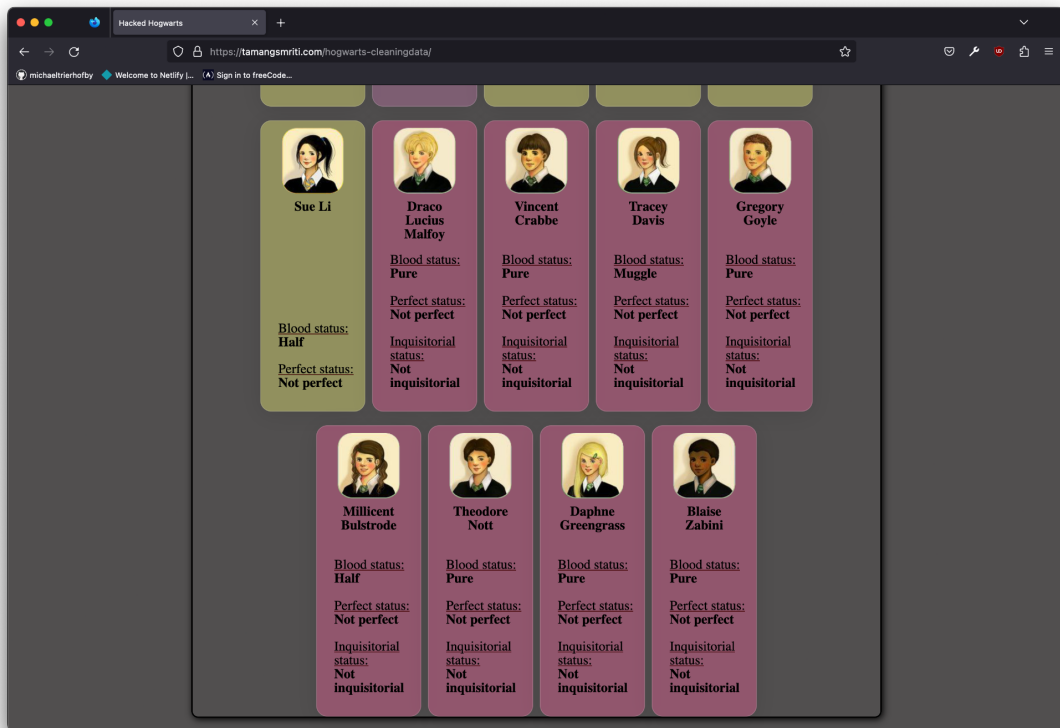 Hacked Hogwarts
https://tamangsmriti.com/hogwarts-cleaningdata/
michaeltrierhofby
Welcome to Netlify |...
(A) Sign in to freeCode...
Sue Li
Blood status:
Half
Perfect status:
Not perfect
Draco
Lucius
Malfoy
Blood status:
Pure
Perfect status:
Not perfect
Inquisitorial
status:
Not
inquisitorial
Vincent
Crabbe
Blood status:
Pure
Perfect status:
Not perfect
Inquisitorial
status:
Not
inquisitorial
Tracey
Davis
Blood status:
Muggle
Perfect status:
Not perfect
Inquisitorial
status:
Not
inquisitorial
Gregory
Goyle
Blood status:
Pure
Perfect status:
Not perfect
Inquisitorial
status:
Not
inquisitorial
Millicent
Bulstrode
Blood status:
Half
Perfect status:
Not perfect
Inquisitorial
status:
Not
inquisitorial
Theodore
Nott
Blood status:
Pure
Perfect status:
Not perfect
Inquisitorial
status:
Not
inquisitorial
Daphne
Greengrass
Blood status:
Pure
Perfect status:
Not perfect
Inquisitorial
status:
Not
inquisitorial
Blaise
Zabini
Blood status:
Pure
Perfect status:
Not perfect
Inquisitorial
status:
Not
inquisitorial